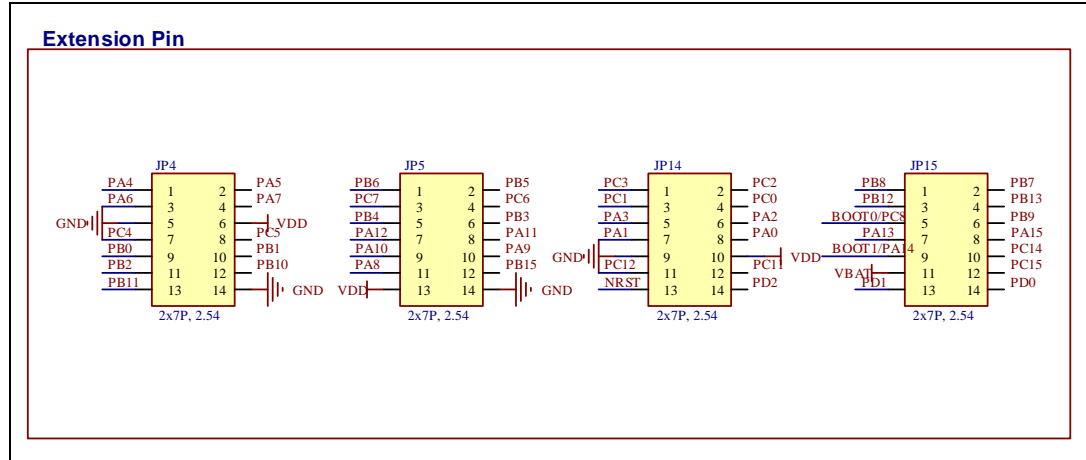 Extension Pin
JP4 JP5 JP14 JP15
PA4 1 2 PA5 PB6 1 2 PB5 PC3 1 2 PC2 PB8 1 2 PB7
PA6 3 4 PA7 PC7 3 4 PC6 PC1 3 4 PC0 PB12 3 4 PB13
GND 5 6 VDD PB4 5 6 PB3 PA3 5 6 PA2 BOOT0/PC8 5 6 PB9
PC4 7 8 PC5 PA12 7 8 PA11 PA1 7 8 PA0 PA13 7 8 PA15
PB0 9 10 PB1 PA10 9 10 PA9 GND 9 10 VDD BOOT1/PA14 9 10 PC14
PB2 11 12 PB10 PA8 11 12 PB15 PC12 11 12 PC11 VBAT 11 12 PC15
PB11 13 14 GND VDD 13 14 GND NRST 13 14 PD2 PD1 13 14 PD0
2x7P, 2.54 2x7P, 2.54 2x7P, 2.54 2x7P, 2.54